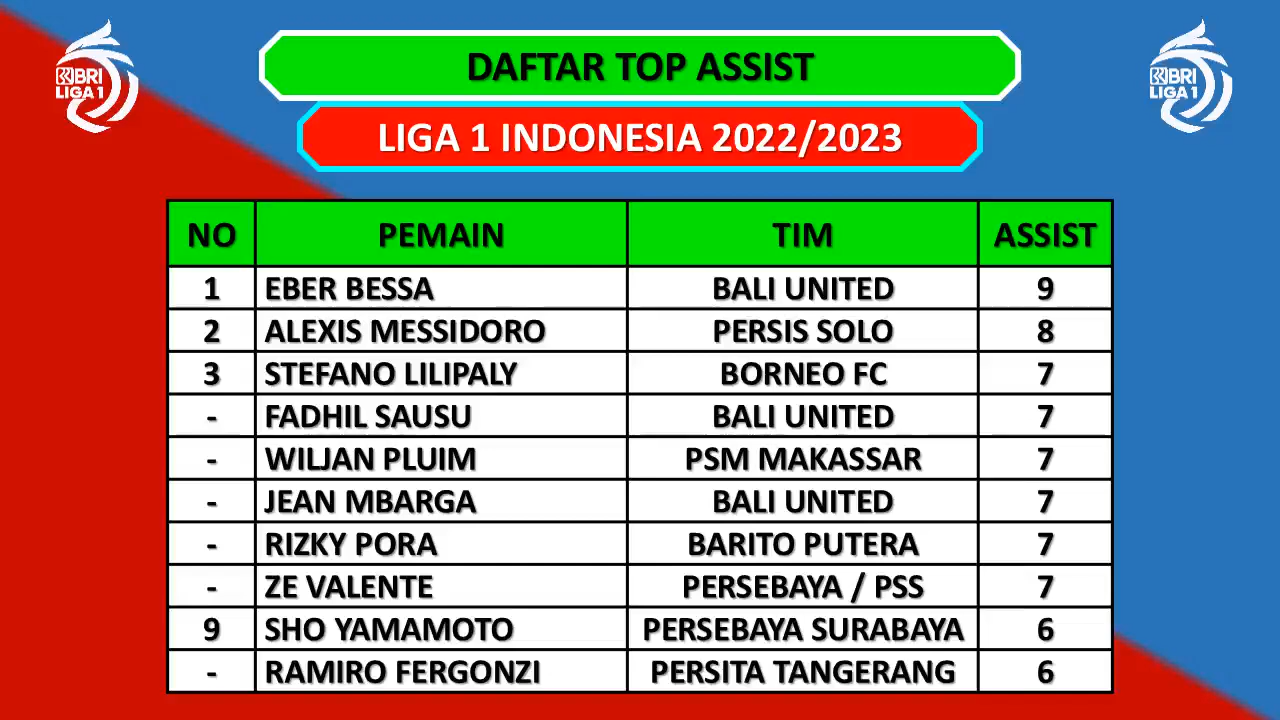 BRI
LIGA 1
DAFTAR TOP ASSIST
BRI
LIGA 1
LIGA 1 INDONESIA 2022/2023
NO PEMAIN TIM ASSIST
1 EBER BESSA BALI UNITED 9
2 ALEXIS MESSIDORO PERSIS SOLO 8
3 STEFANO LILIPALY BORNEO FC 7
- FADHIL SAUSU BALI UNITED 7
- WILJAN PLUIM PSM MAKASSAR 7
- JEAN MBARGA BALI UNITED 7
- RIZKY PORA BARITO PUTERA 7
- ZE VALENTE PERSEBAYA / PSS 7
9 SHO YAMAMOTO PERSEBAYA SURABAYA 6
- RAMIRO FERGONZI PERSITA TANGERANG 6